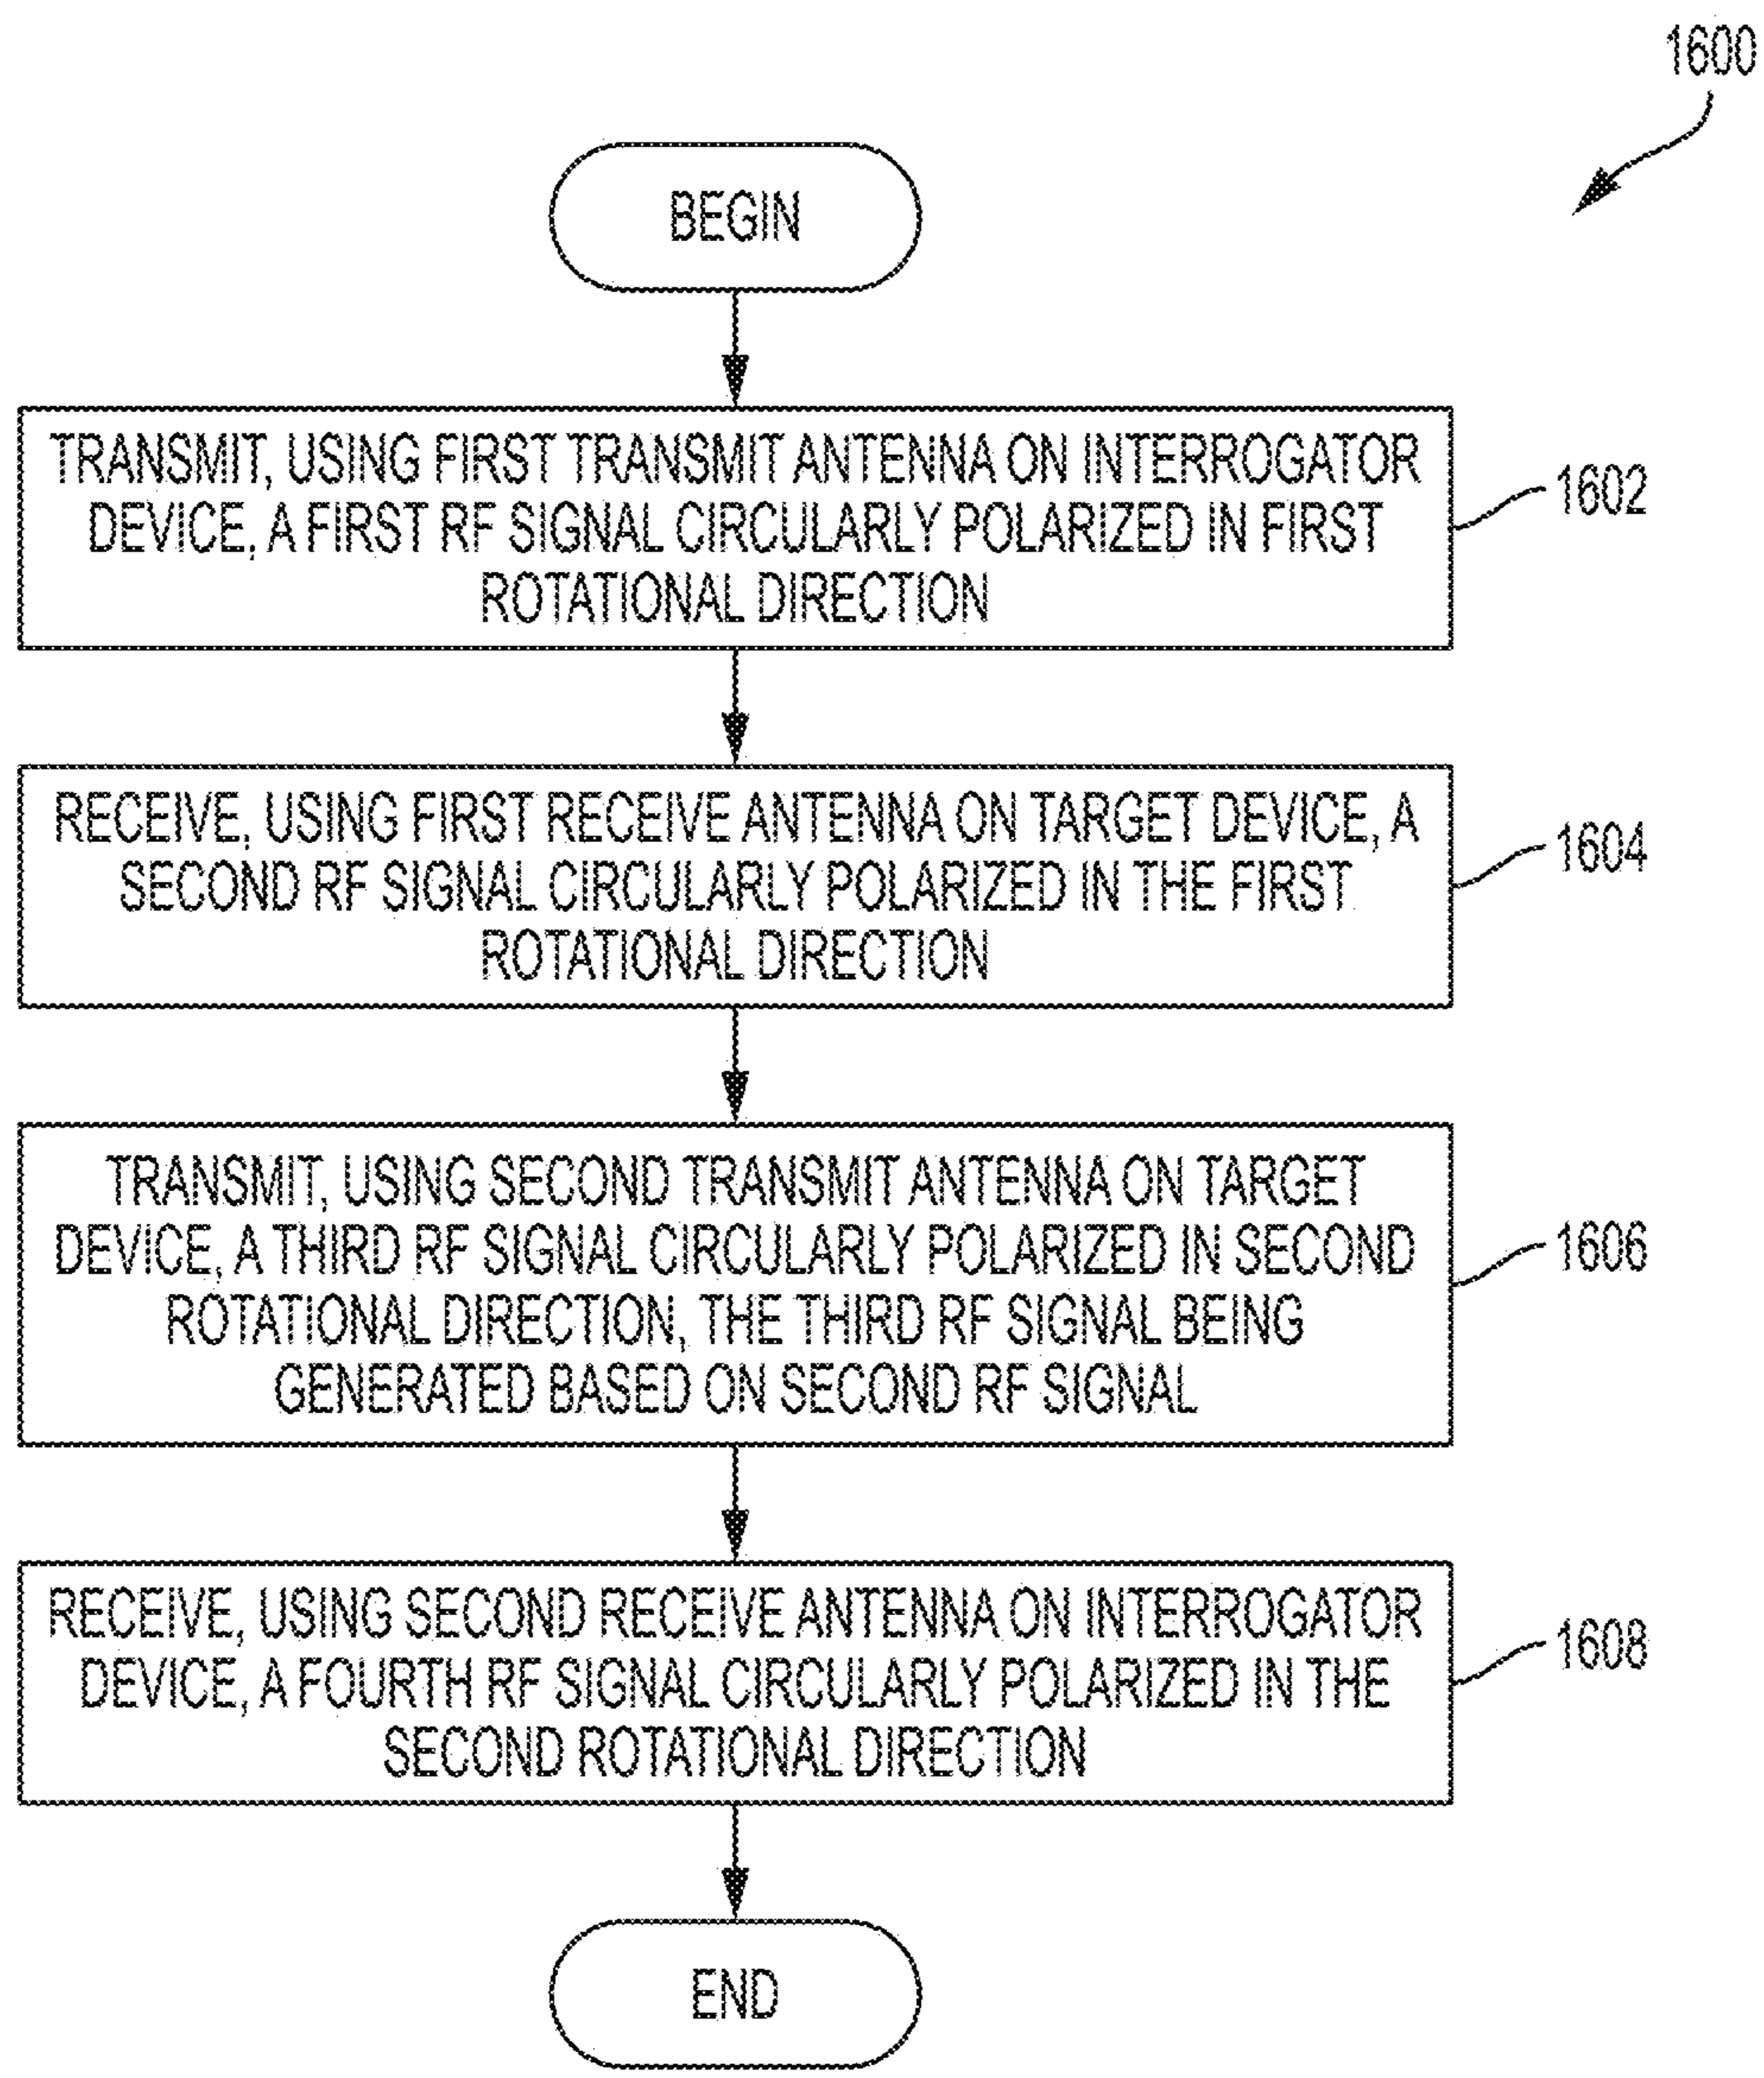 1600
BEGIN
TRANSMIT, USING FIRST TRANSMIT ANTENNA ON INTERROGATOR
DEVICE, A FIRST RF SIGNAL CIRCULARLY POLARIZED IN FIRST
ROTATIONAL DIRECTION
1602
RECEIVE, USING FIRST RECEIVE ANTENNA ON TARGET DEVICE, A
SECOND RF SIGNAL CIRCULARLY POLARIZED IN THE FIRST
ROTATIONAL DIRECTION
1604
TRANSMIT, USING SECOND TRANSMIT ANTENNA ON TARGET
DEVICE, A THIRD RF SIGNAL CIRCULARLY POLARIZED IN SECOND
ROTATIONAL DIRECTION, THE THIRD RF SIGNAL BEING
GENERATED BASED ON SECOND RF SIGNAL
1606
RECEIVE, USING SECOND RECEIVE ANTENNA ON INTERROGATOR
DEVICE, A FOURTH RF SIGNAL CIRCULARLY POLARIZED IN THE
SECOND ROTATIONAL DIRECTION
1608
END